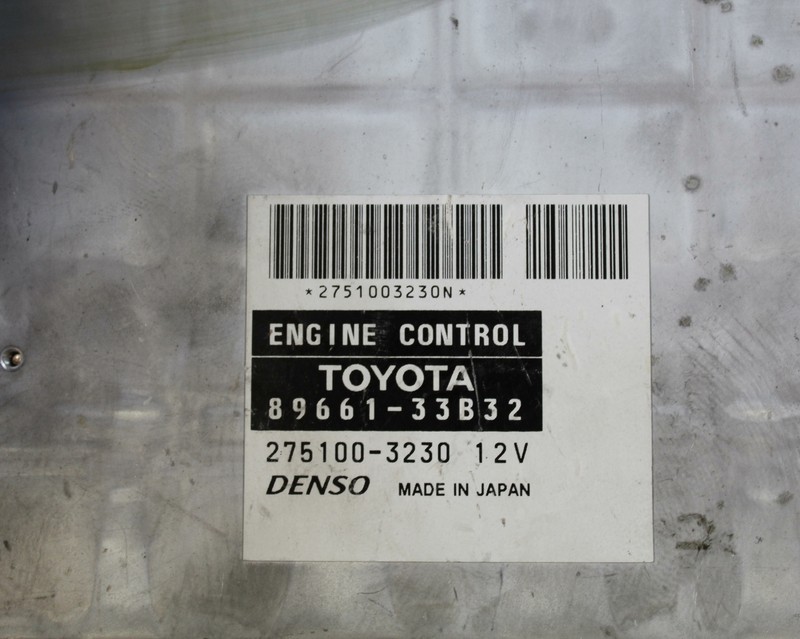 *2751003230N*
ENGINE CONTROL
TOYOTA
89661-33B32
275100-3230 12V
DENSO MADE IN JAPAN